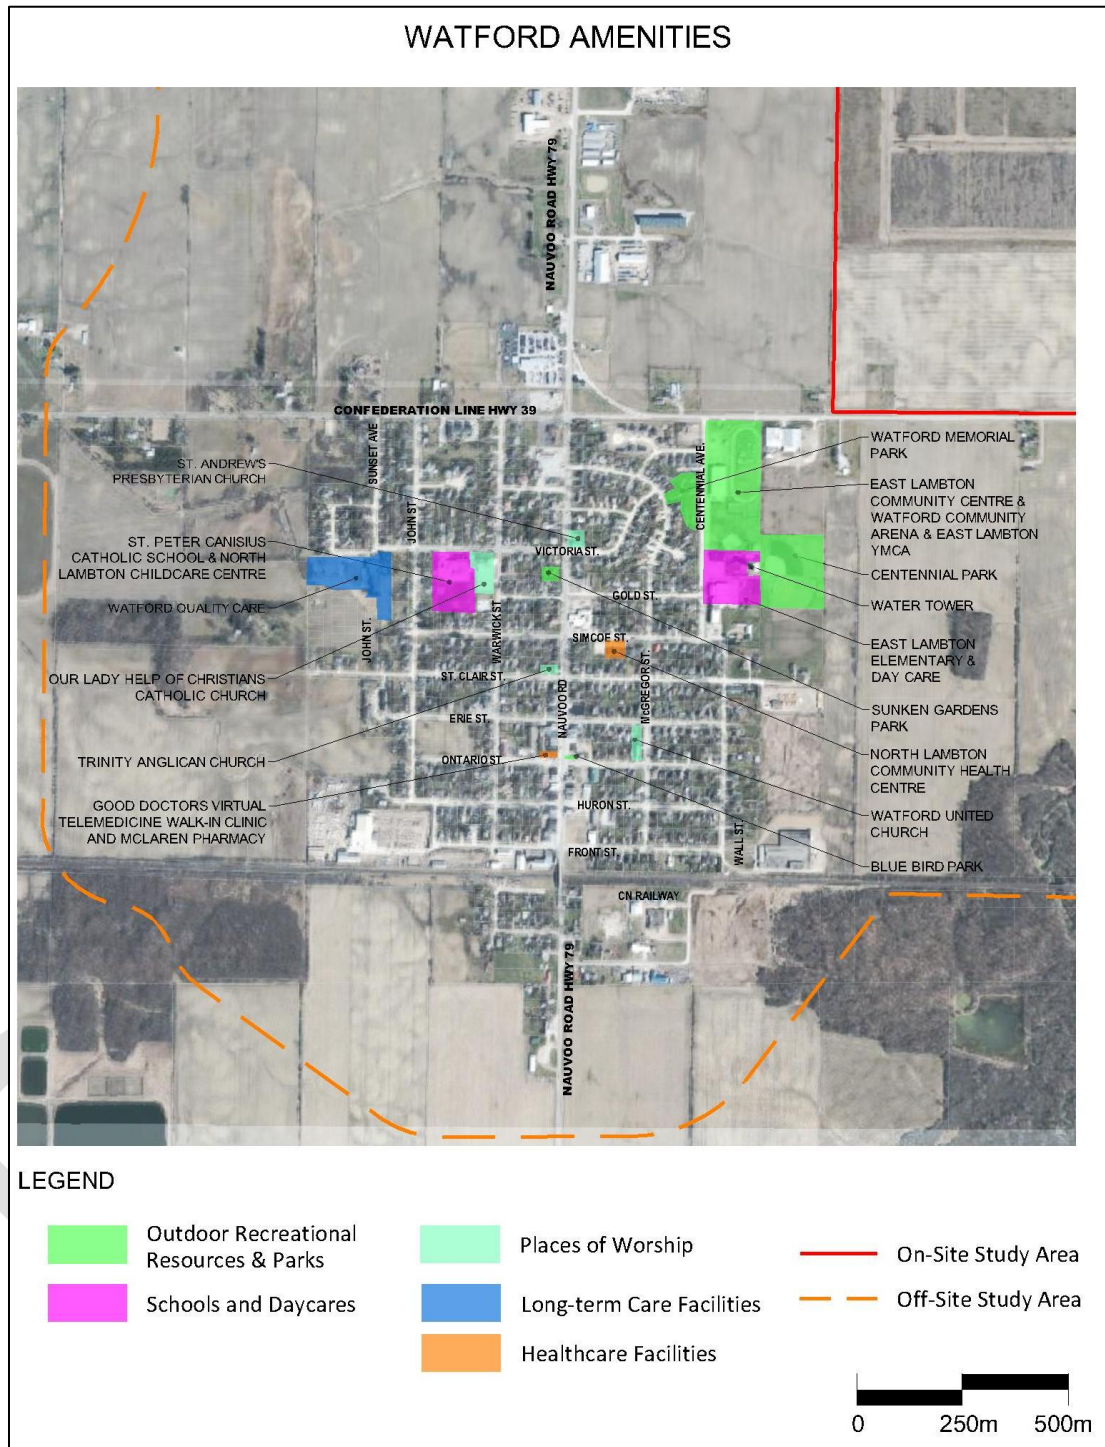 WATFORD AMENITIES
NAUVOO ROAD HWY 79
CONFEDERATION LINE HWY 39
SUNSET AVE
JOHN ST.
CENTENNIAL AVE.
VICTORIA ST.
GOLD ST.
WARWICK ST
JOHN ST.
SIMCOE ST.
ST. CLAIR ST.
NAUVOO RD
McGREGOR ST.
ERIE ST.
ONTARIO ST.
HURON ST.
FRONT ST.
WALL ST.
CN RAILWAY
NAUVOO ROAD HWY 79
ST. ANDREW'S
PRESBYTERIAN CHURCH
ST. PETER CANISIUS
CATHOLIC SCHOOL & NORTH
LAMBTON CHILDCARE CENTRE
WATFORD QUALITY CARE
OUR LADY HELP OF CHRISTIANS
CATHOLIC CHURCH
TRINITY ANGLICAN CHURCH
GOOD DOCTORS VIRTUAL
TELEMEDICINE WALK-IN CLINIC
AND MCLAREN PHARMACY
WATFORD MEMORIAL
PARK
EAST LAMBTON
COMMUNITY CENTRE &
WATFORD COMMUNITY
ARENA & EAST LAMBTON
YMCA
CENTENNIAL PARK
WATER TOWER
EAST LAMBTON
ELEMENTARY &
DAY CARE
SUNKEN GARDENS
PARK
NORTH LAMBTON
COMMUNITY HEALTH
CENTRE
WATFORD UNITED
CHURCH
BLUE BIRD PARK
LEGEND
Outdoor Recreational
Resources & Parks
Schools and Daycares
Places of Worship
Long-term Care Facilities
Healthcare Facilities
On-Site Study Area
Off-Site Study Area
0 250m 500m